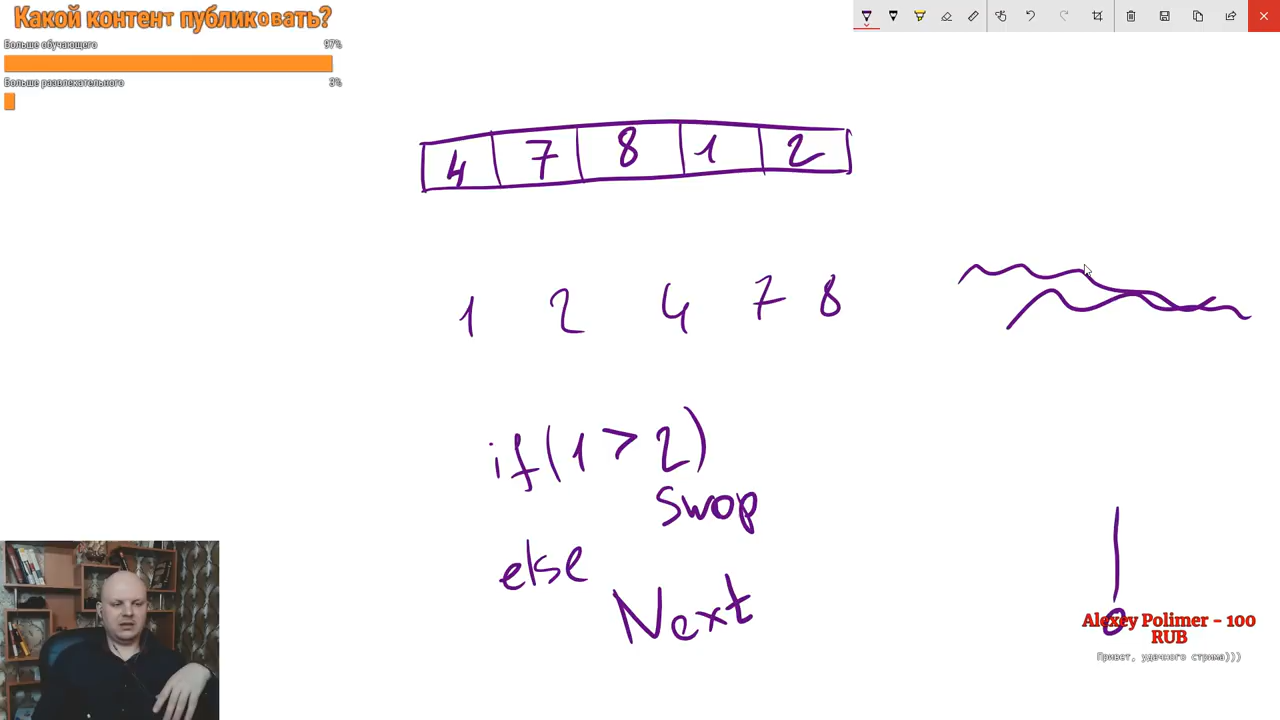 Какой контент публиковать?
Больше обучающего 97%
Больше развлекательного 3%
4 7 8 1 2
1 2 4 7 8
if(1 > 2)
Swop
else
Next
Alexey Polimer - 100
RUB
Привет, удачного стрима)))